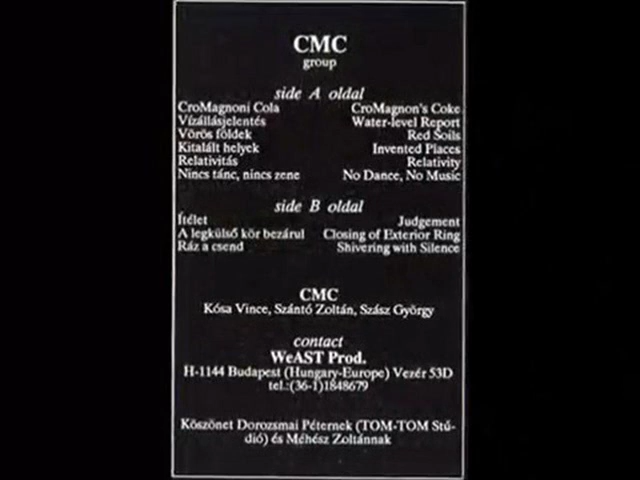 CMC
group
side A oldal
CroMagnoni Cola CroMagnon's Coke
Vízállásjelentés Water-level Report
Vörös földek Red Soils
Kitalált helyek Invented Places
Relativitás Relativity
Nincs tánc, nincs zene No Dance, No Music
side B oldal
Ítélet Judgement
A legkülső kör bezárul Closing of Exterior Ring
Ráz a csend Shivering with Silence
CMC
Kósa Vince, Szántó Zoltán, Szász György
contact
WeAST Prod.
H-1144 Budapest (Hungary-Europe) Vezér 53D
tel.:(36-1)1848679
Köszönet Dorozsmai Péternek (TOM-TOM Stú-
dió) és Méhész Zoltánnak